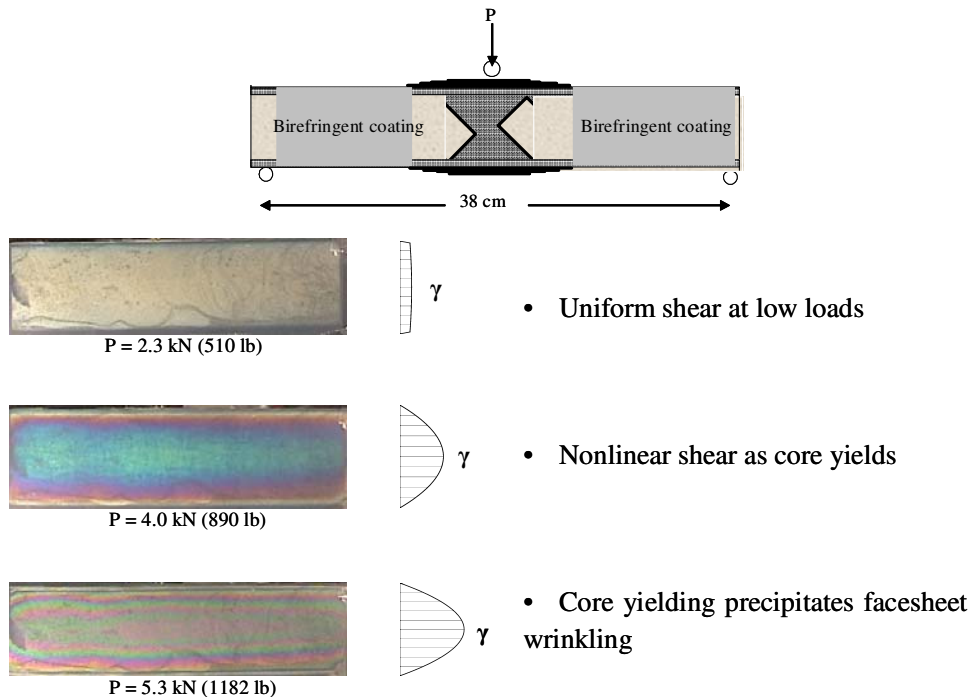 P
Birefringent coating
Birefringent coating
38 cm
γ
• Uniform shear at low loads
P = 2.3 kN (510 lb)
γ
• Nonlinear shear as core yields
P = 4.0 kN (890 lb)
• Core yielding precipitates facesheet
γ
wrinkling
P = 5.3 kN (1182 lb)